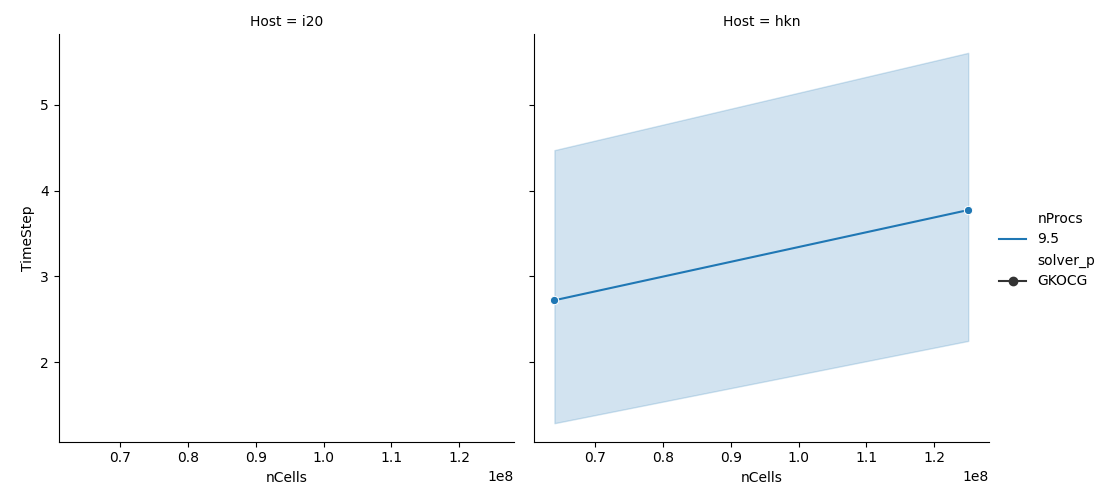 Host = i20
Host = hkn
TimeStep
5
4
3
2
0.7 0.8 0.9 1.0 1.1 1.2
1e8
nCells
0.7 0.8 0.9 1.0 1.1 1.2
1e8
nCells
nProcs
9.5
solver_p
GKOCG